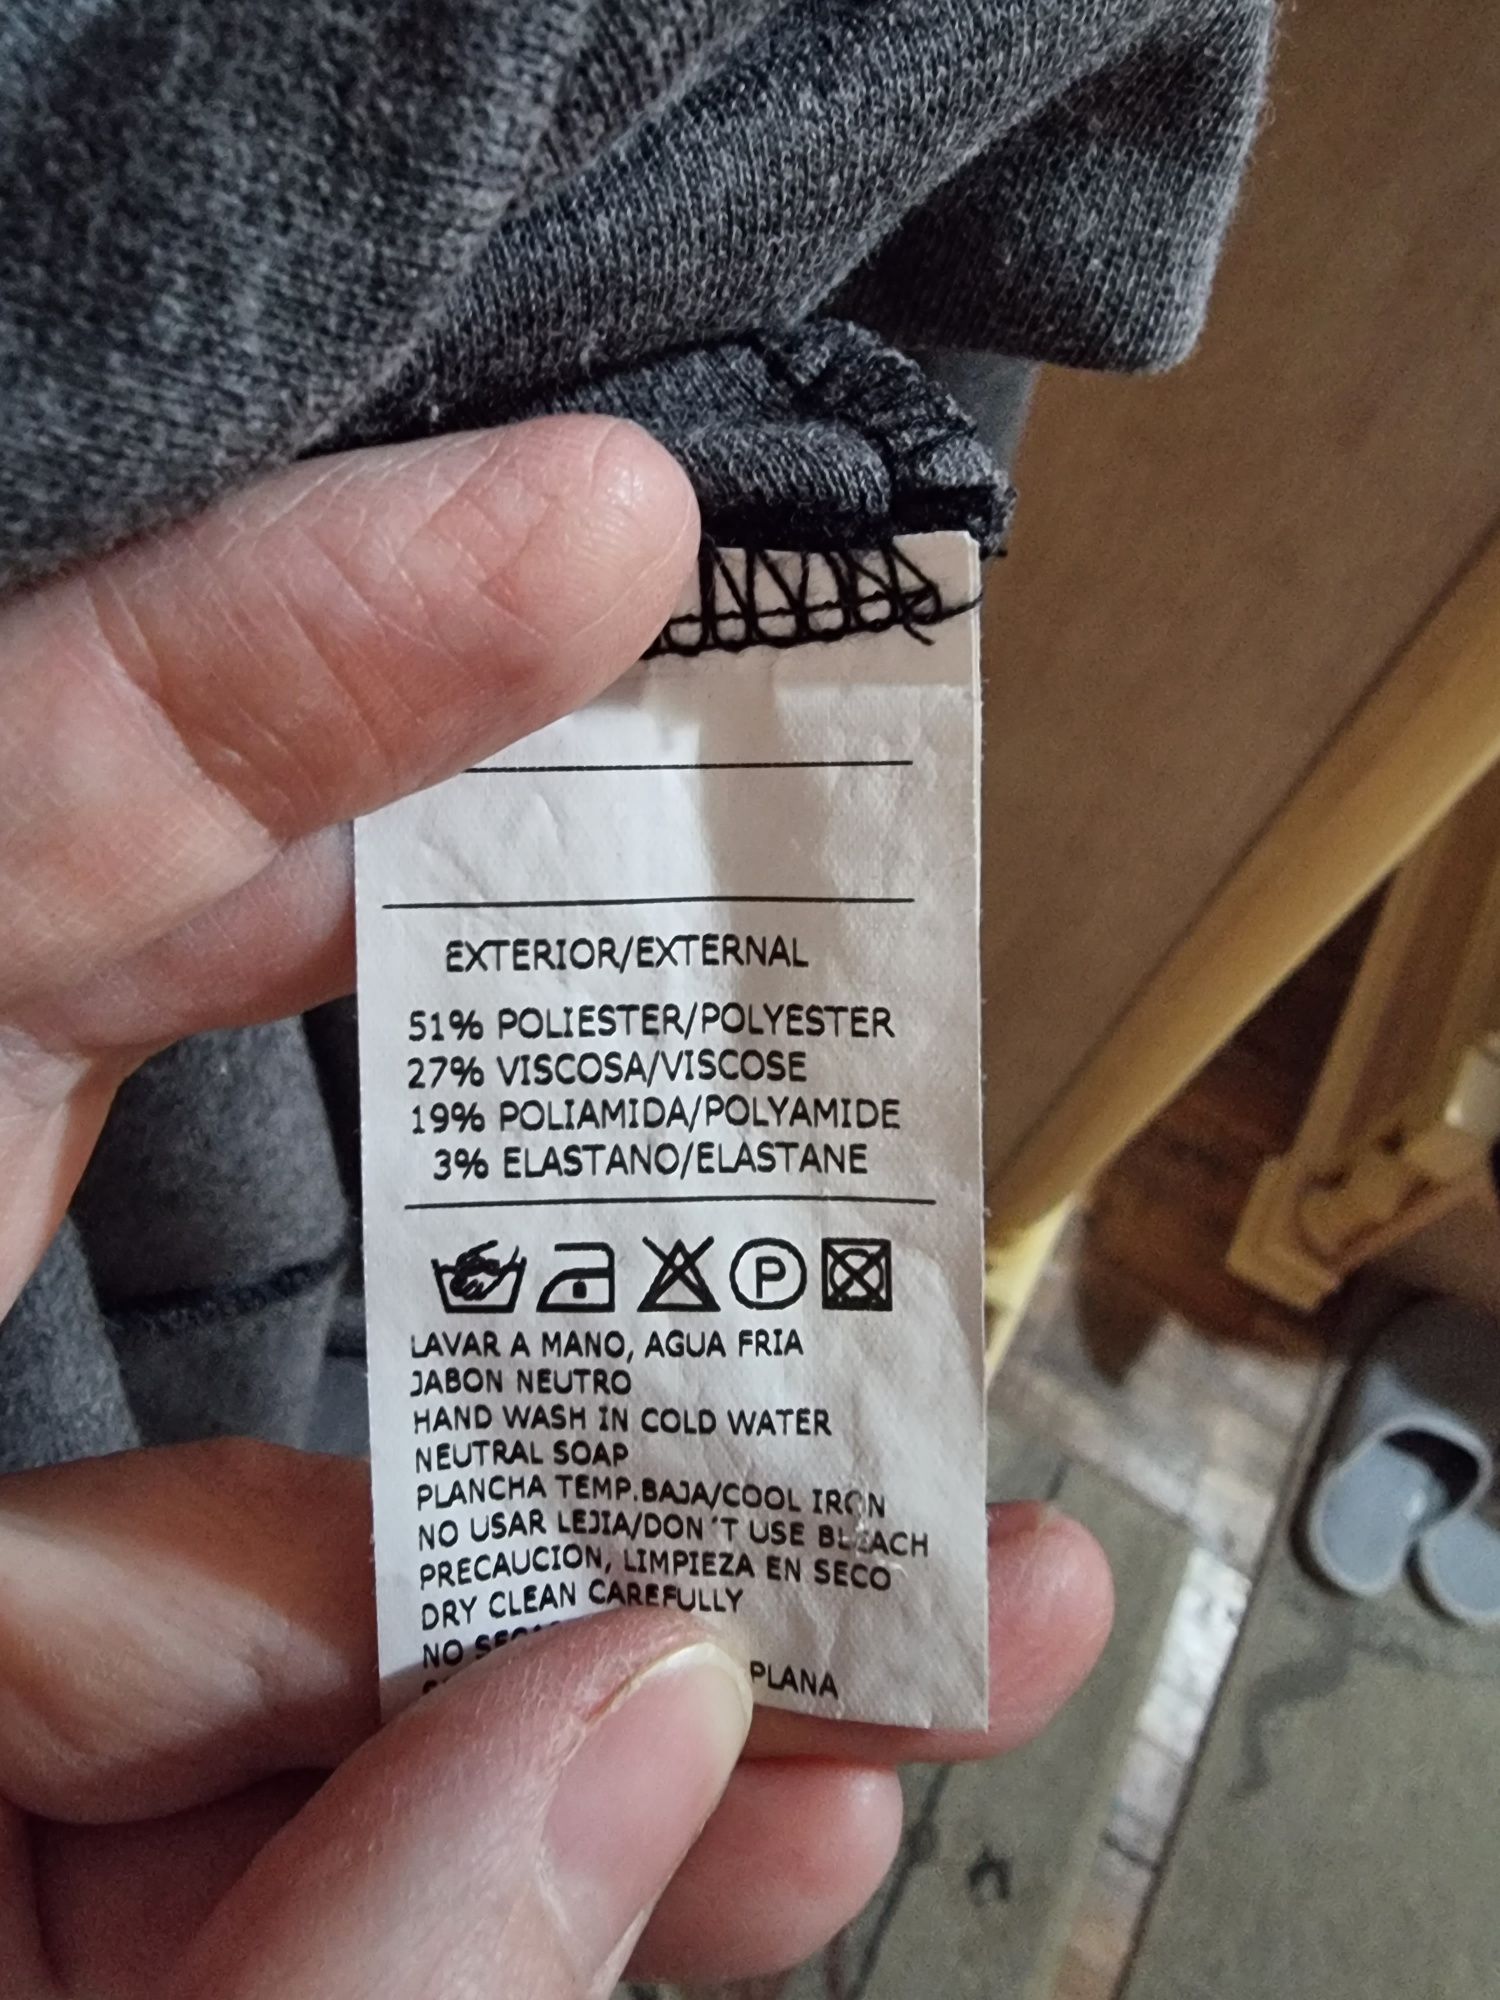 EXTERIOR/EXTERNAL
51% POLIESTER/POLYESTER
27% VISCOSA/VISCOSE
19% POLIAMIDA/POLYAMIDE
3% ELASTANO/ELASTANE
P
LAVAR A MANO, AGUA FRIA
JABON NEUTRO
HAND WASH IN COLD WATER
NEUTRAL SOAP
PLANCHA TEMP.BAJA/COOL IRON
NO USAR LEJIA/DON´T USE BLEACH
PRECAUCION, LIMPIEZA EN SECO
DRY CLEAN CAREFULLY
NO
PLANA